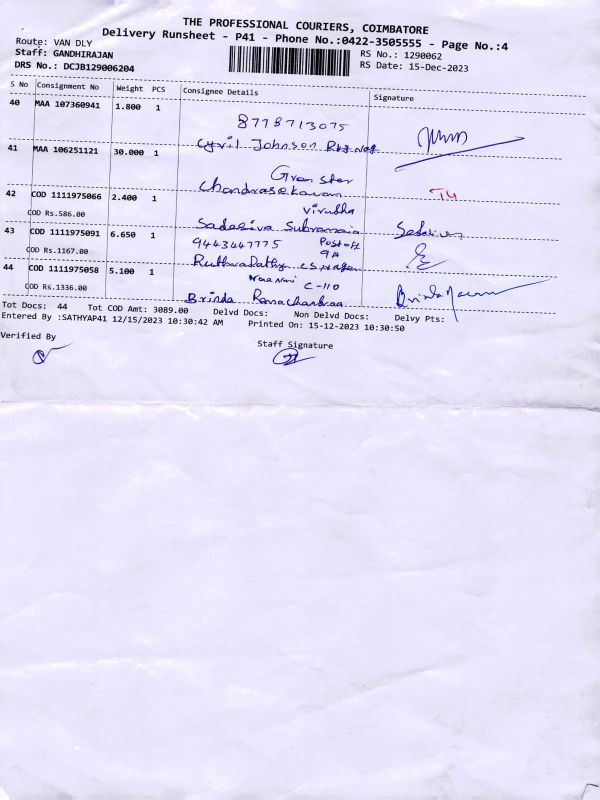 THE PROFESSIONAL COURIERS, COIMBATORE
Delivery Runsheet - P41 - Phone No.:0422-3505555 - Page No.:4
Route: VAN DLY
RS No.: 1290062
Staff: GANDHIRAJAN
RS Date: 15-Dec-2023
DRS No.: DCJB129006204
S No Consignment No Weight PCS Consignee Details Signature
40 MAA 107360941 1.800 1
8778713075
Cyril Johnson
41 MAA 106251121 30.000 1
Gran star
Chandrasekaran
42 COD 1111975066 2.400 1
Virudha
COD Rs.586.00
Sadasiva Subramania
43 COD 1111975091 6.650 1
9443447775 Post off
9A
COD Rs.1167.00
44 COD 1111975058 5.100 1
C-110
COD Rs.1336.00
Brinda Ramachandran
Tot Docs: 44 Tot COD Amt: 3089.00 Delvd Docs: Non Delvd Docs: Delvy Pts:
Entered By :SATHYAP41 12/15/2023 10:30:42 AM Printed On: 15-12-2023 10:30:50
Verified By
Staff Signature